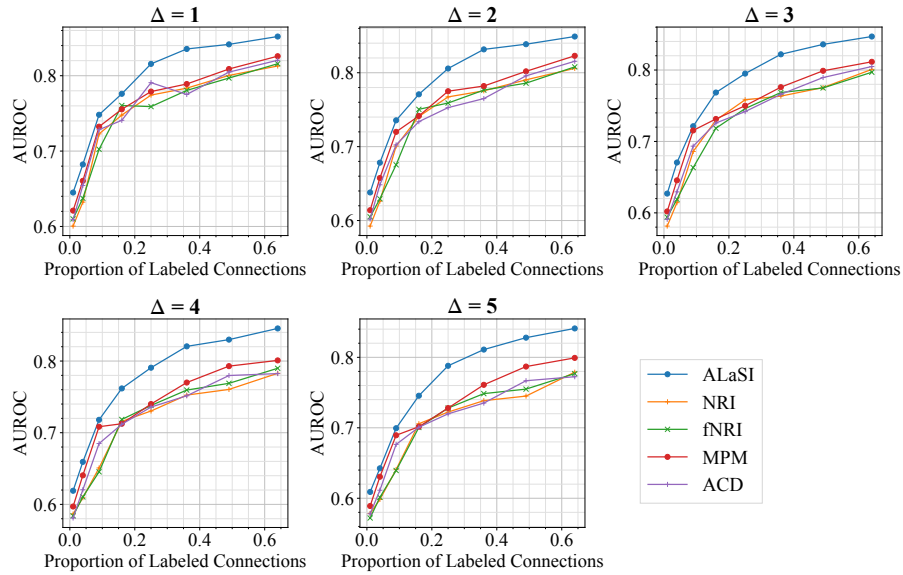 Δ = 1
Δ = 2
Δ = 3
AUROC
0.8
0.7
0.6
0.0 0.2 0.4 0.6
Proportion of Labeled Connections
AUROC
0.8
0.7
0.6
0.0 0.2 0.4 0.6
Proportion of Labeled Connections
AUROC
0.8
0.7
0.6
0.0 0.2 0.4 0.6
Proportion of Labeled Connections
Δ = 4
Δ = 5
AUROC
0.8
0.7
0.6
0.0 0.2 0.4 0.6
Proportion of Labeled Connections
AUROC
0.8
0.7
0.6
0.0 0.2 0.4 0.6
Proportion of Labeled Connections
ALaSI
NRI
fNRI
MPM
ACD